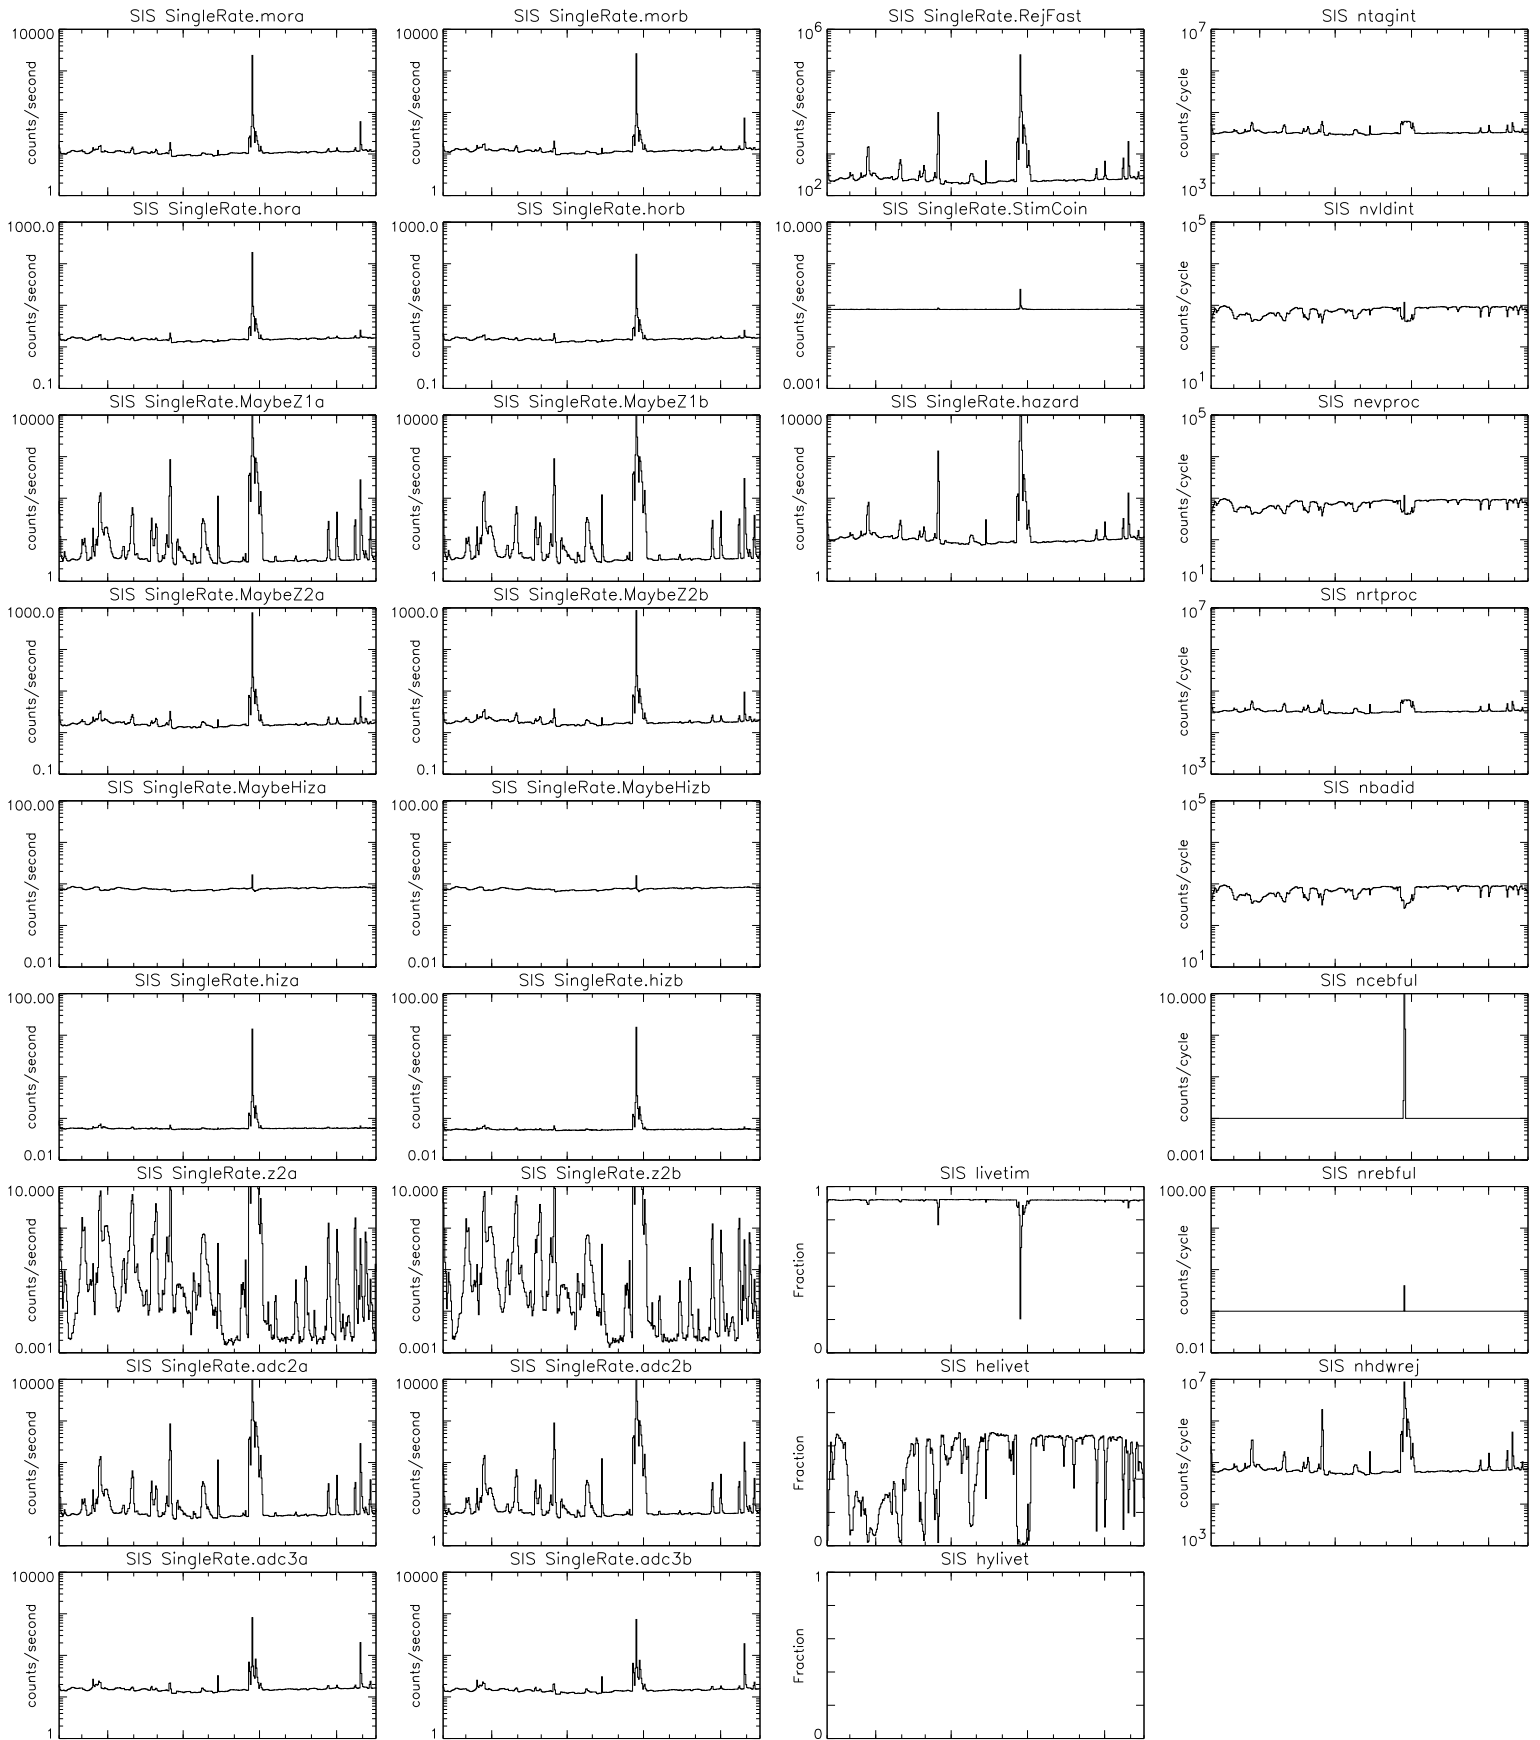 SIS SingleRate.mora
10000
counts/second
1
SIS SingleRate.morb
10000
counts/second
1
SIS SingleRate.RejFast
10^6
counts/second
10^2
SIS ntagint
10^7
counts/cycle
10^3
SIS SingleRate.hora
1000.0
counts/second
0.1
SIS SingleRate.horb
1000.0
counts/second
0.1
SIS SingleRate.StimCoin
10.000
counts/second
0.001
SIS nvldint
10^5
counts/cycle
10^1
SIS SingleRate.MaybeZ1a
10000
counts/second
1
SIS SingleRate.MaybeZ1b
10000
counts/second
1
SIS SingleRate.hazard
10000
counts/second
1
SIS nevproc
10^5
counts/cycle
10^1
SIS SingleRate.MaybeZ2a
1000.0
counts/second
0.1
SIS SingleRate.MaybeZ2b
1000.0
counts/second
0.1
SIS nrtproc
10^7
counts/cycle
10^3
SIS SingleRate.MaybeHiza
100.00
counts/second
0.01
SIS SingleRate.MaybeHizb
100.00
counts/second
0.01
SIS nbadid
10^5
counts/cycle
10^1
SIS SingleRate.hiza
100.00
counts/second
0.01
SIS SingleRate.hizb
100.00
counts/second
0.01
SIS ncebful
10.000
counts/cycle
0.001
SIS SingleRate.z2a
10.000
counts/second
0.001
SIS SingleRate.z2b
10.000
counts/second
0.001
SIS livetim
1
Fraction
0
SIS nrebful
100.00
counts/cycle
0.01
SIS SingleRate.adc2a
10000
counts/second
1
SIS SingleRate.adc2b
10000
counts/second
1
SIS helivet
1
Fraction
0
SIS nhdwrej
10^7
counts/cycle
10^3
SIS SingleRate.adc3a
10000
counts/second
1
SIS SingleRate.adc3b
10000
counts/second
1
SIS hylivet
1
Fraction
0